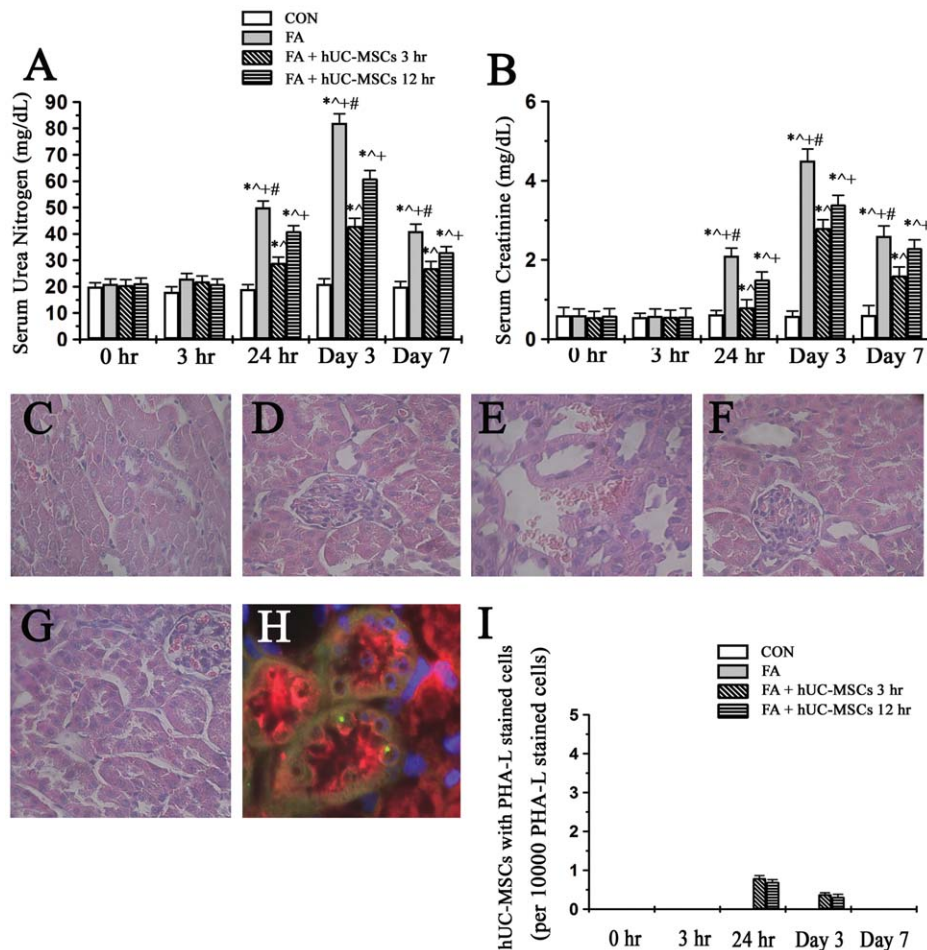 CON
FA
FA + hUC-MSCs 3 hr
FA + hUC-MSCs 12 hr
A
Serum Urea Nitrogen (mg/dL)
90
80
70
60
50
40
30
20
10
0
*^+#
*^
*^+
*^+#
*^
*^+
*^+#
*^
*^+
0 hr 3 hr 24 hr Day 3 Day 7
B
Serum Creatinine (mg/dL)
6
4
2
0
*^+#
*^
*^+
*^+#
*^
*^+
*^+#
*^
*^+
0 hr 3 hr 24 hr Day 3 Day 7
C
D
E
F
G
H
I
CON
FA
FA + hUC-MSCs 3 hr
FA + hUC-MSCs 12 hr
hUC-MSCs with PHA-L stained cells
(per 10000 PHA-L stained cells)
5
4
3
2
1
0
0 hr 3 hr 24 hr Day 3 Day 7